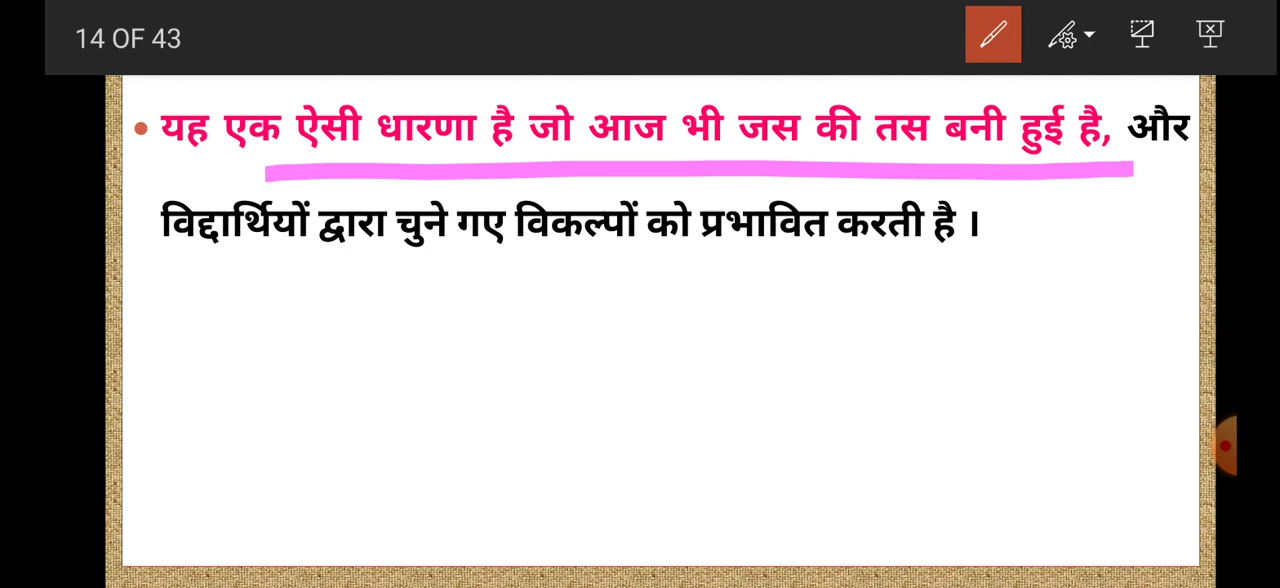 14 OF 43
• यह एक ऐसी धारणा है जो आज भी जस की तस बनी हुई है, और
विद्दार्थियों द्वारा चुने गए विकल्पों को प्रभावित करती है ।